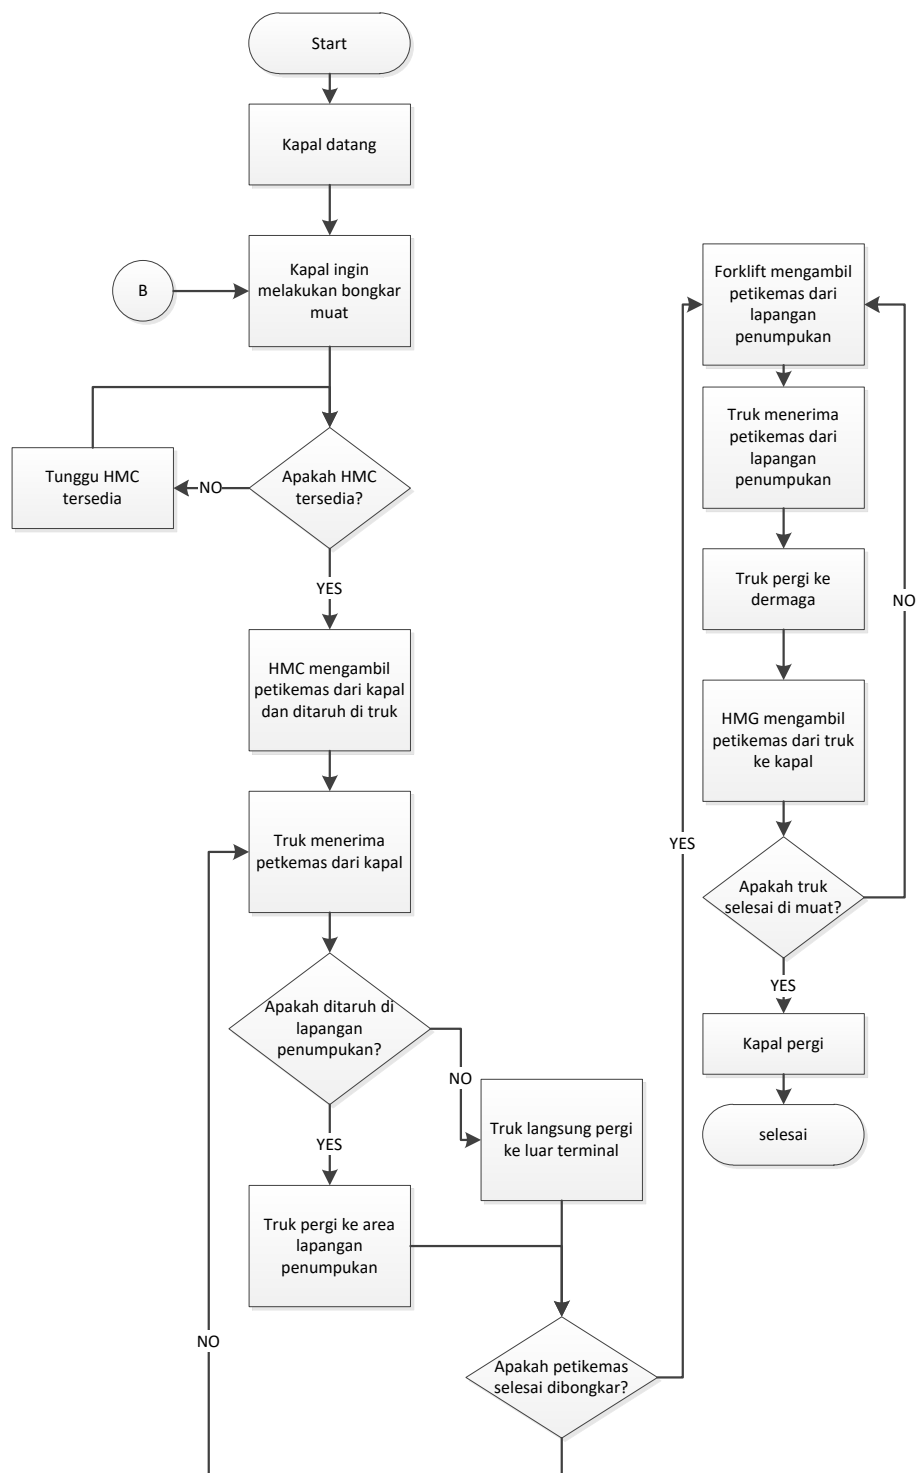 Start
Kapal datang
Kapal ingin
melakukan bongkar
muat
B
Apakah HMC
tersedia?
NO
Tunggu HMC
tersedia
YES
HMC mengambil
petikemas dari kapal
dan ditaruh di truk
Truk menerima
petkemas dari kapal
Apakah ditaruh di
lapangan
penumpukan?
NO
Truk langsung pergi
ke luar terminal
YES
Truk pergi ke area
lapangan
penumpukan
Apakah petikemas
selesai dibongkar?
NO
YES
Forklift mengambil
petikemas dari
lapangan
penumpukan
Truk menerima
petikemas dari
lapangan
penumpukan
Truk pergi ke
dermaga
HMG mengambil
petikemas dari truk
ke kapal
Apakah truk
selesai di muat?
NO
YES
Kapal pergi
selesai